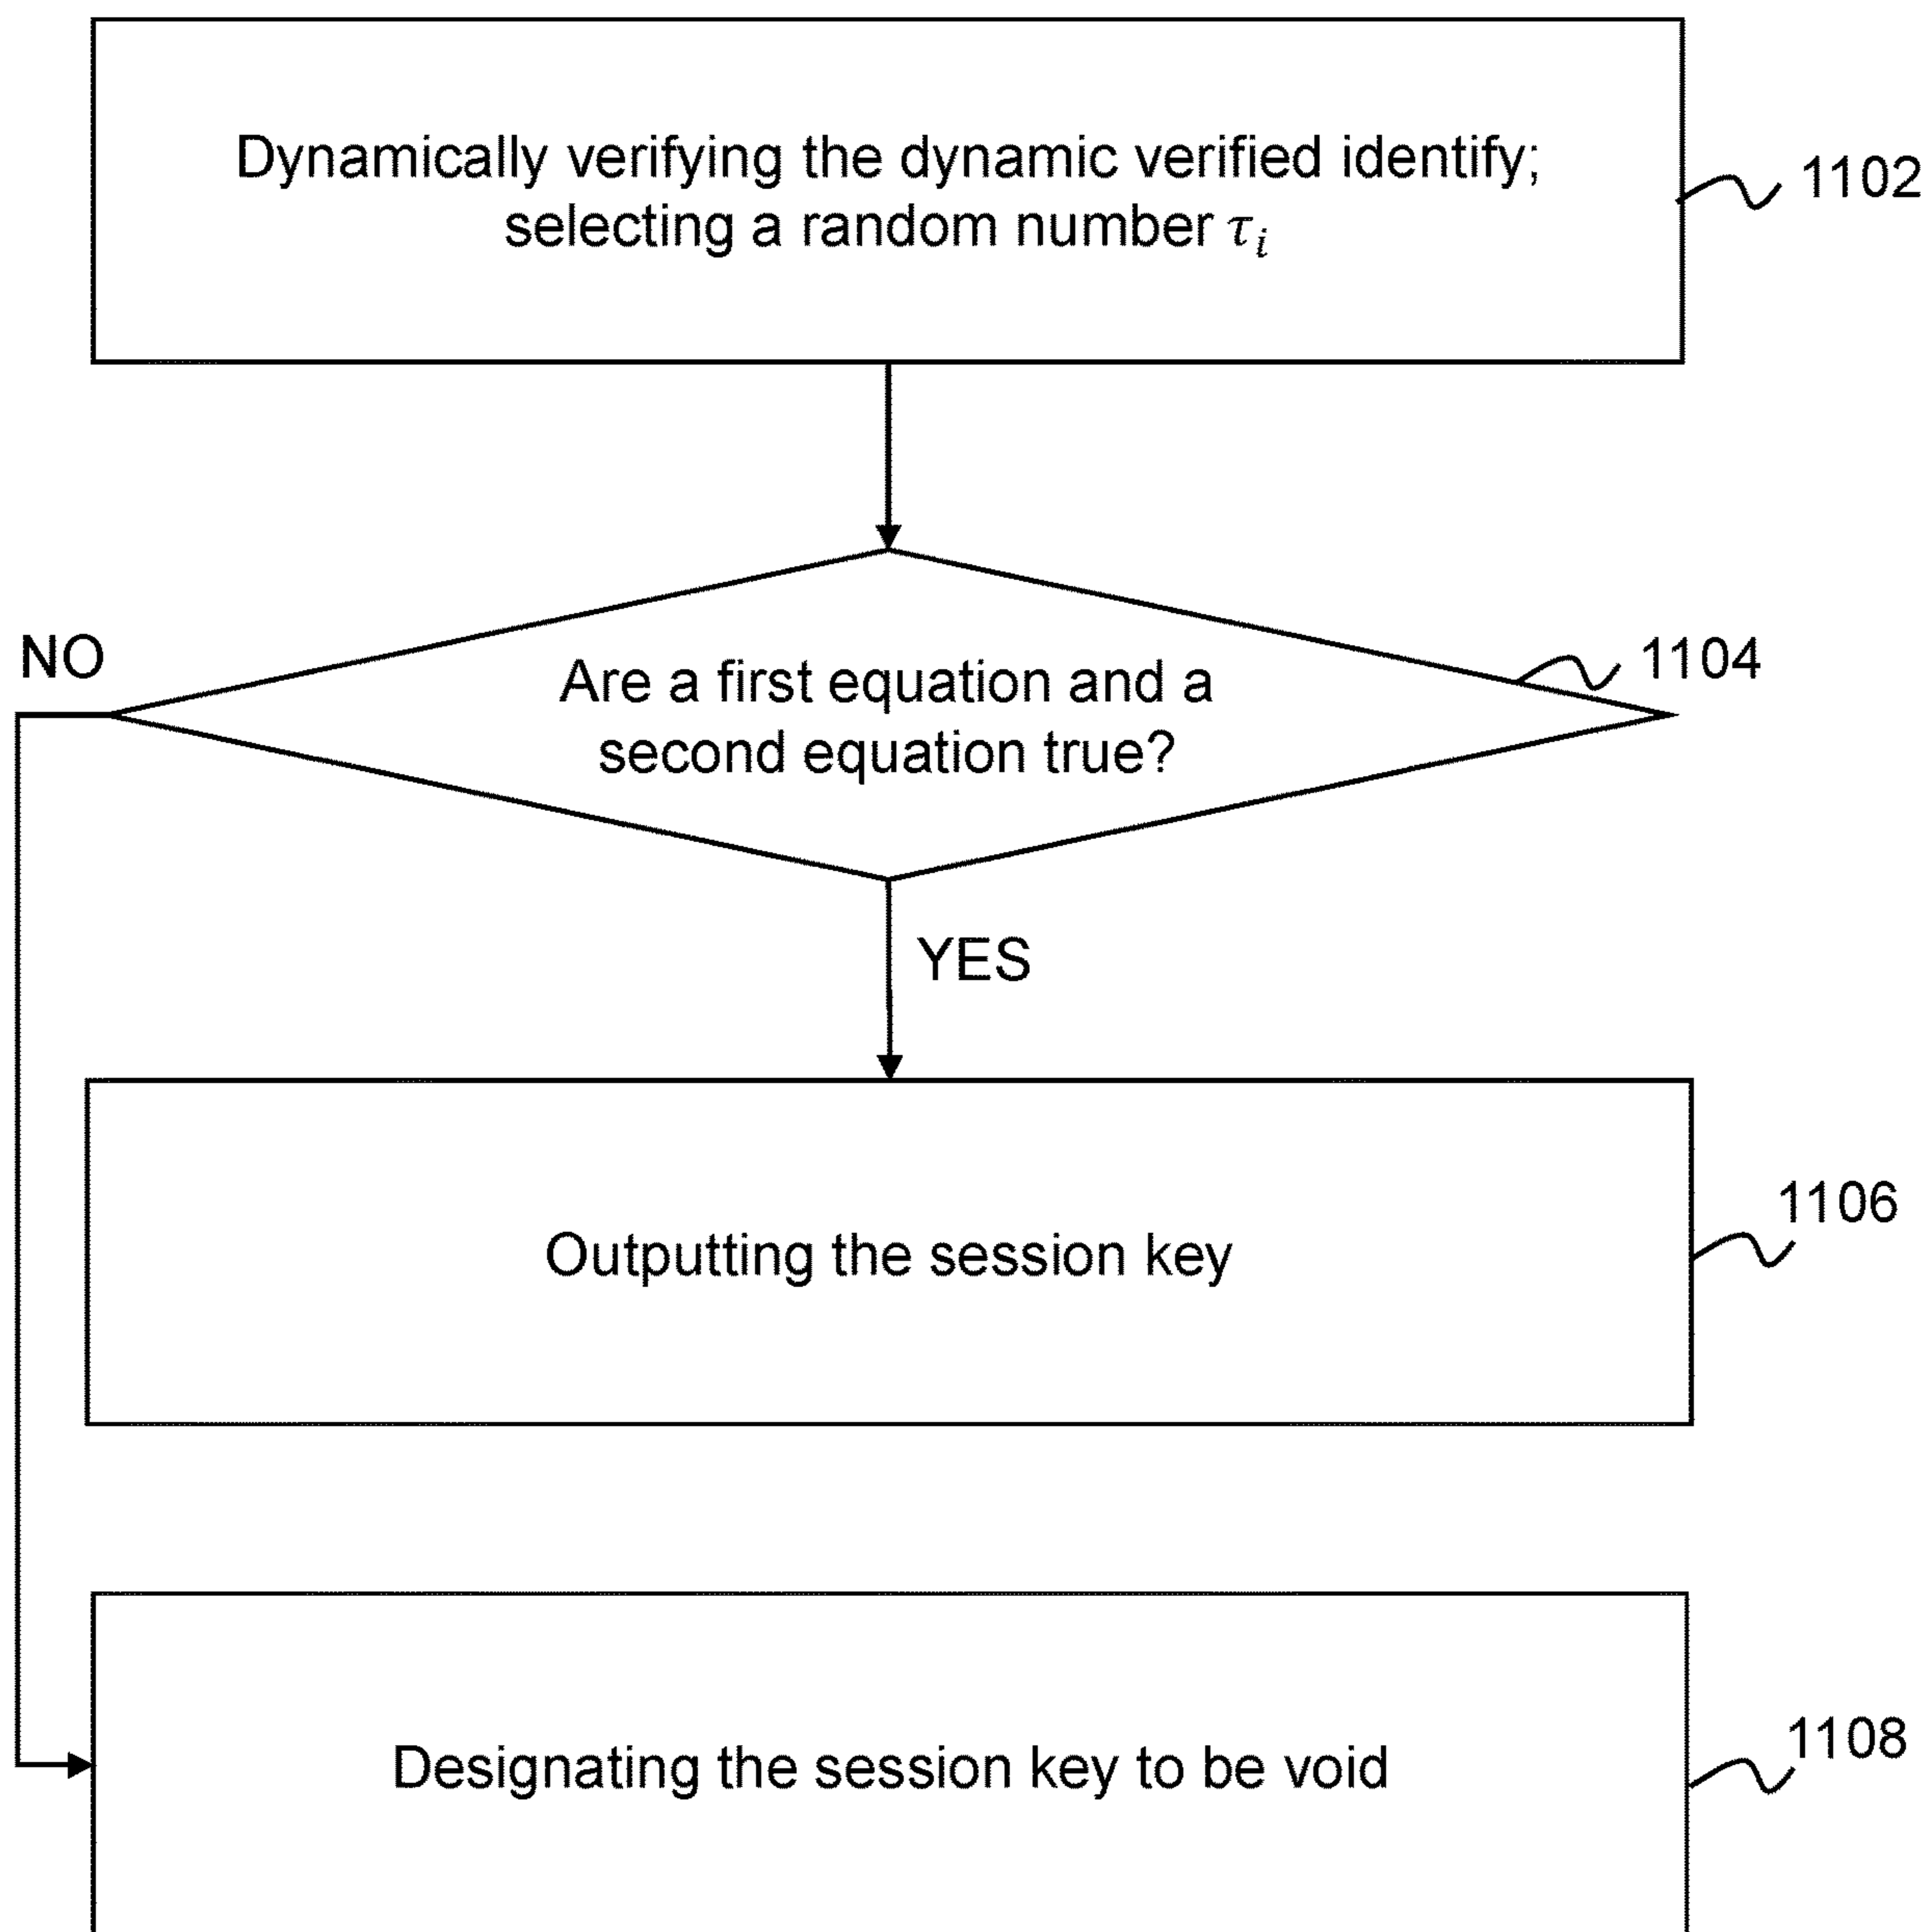 Dynamically verifying the dynamic verified identify;
selecting a random number τᵢ
1102
NO
Are a first equation and a
second equation true?
1104
YES
Outputting the session key
1106
Designating the session key to be void
1108